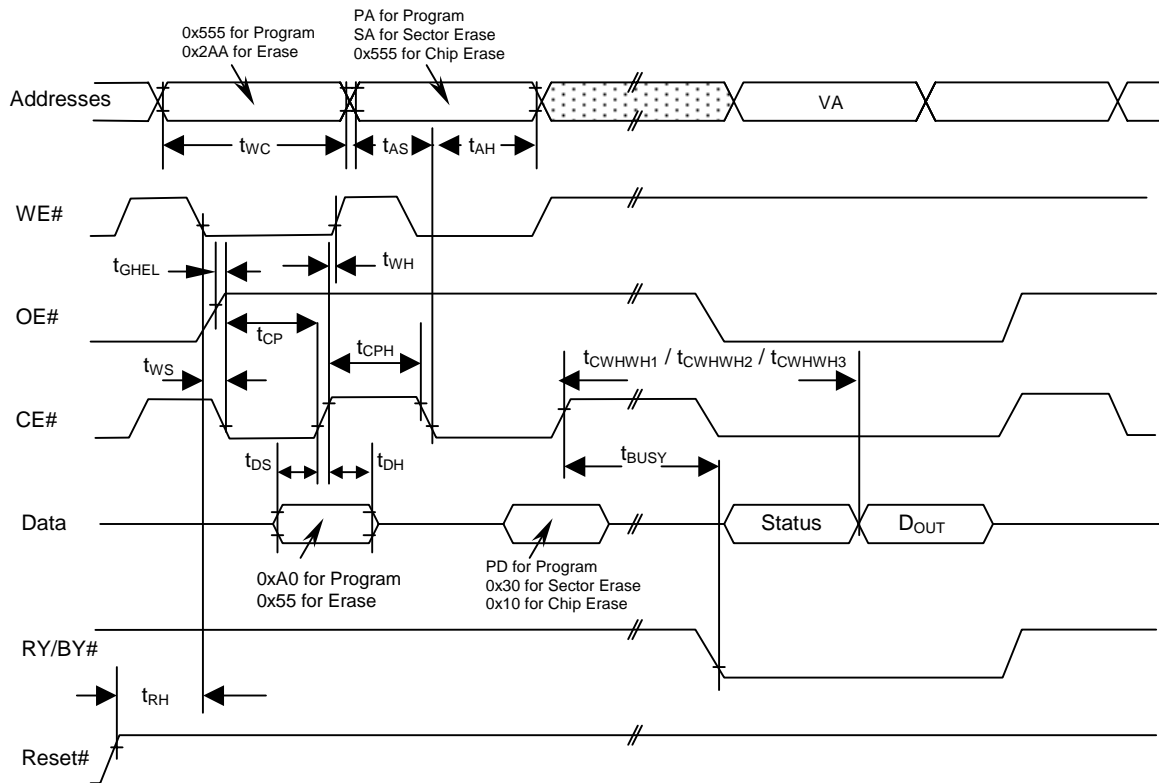 0x555 for Program
0x2AA for Erase
PA for Program
SA for Sector Erase
0x555 for Chip Erase
Addresses
VA
tWC
tAS
tAH
WE#
tGHEL
tWH
OE#
tCP
tCPH
tWS
tCWHWH1 / tCWHWH2 / tCWHWH3
CE#
tDS
tDH
tBUSY
Data
Status
DOUT
0xA0 for Program
0x55 for Erase
PD for Program
0x30 for Sector Erase
0x10 for Chip Erase
RY/BY#
tRH
Reset#